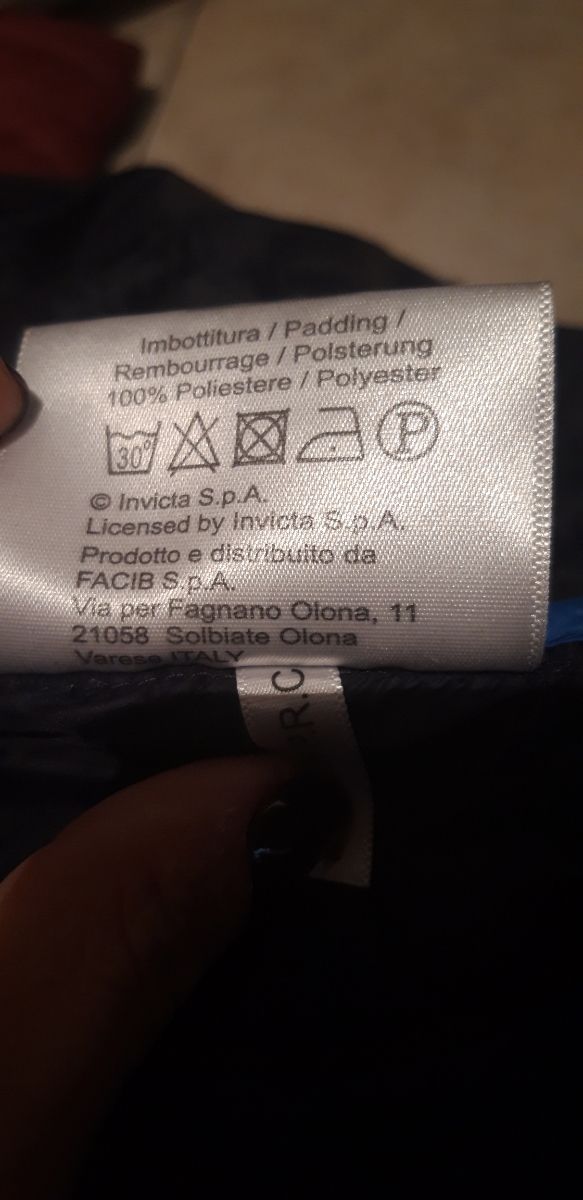 Imbottitura / Padding /
Rembourrage / Polsterung
100% Poliestere / Polyester
30° P
© Invicta S.p.A.
Licensed by Invicta S.p.A.
Prodotto e distribuito da
FACIB S.p.A.
Via per Fagnano Olona, 11
21058 Solbiate Olona
Varese ITALY
R.C